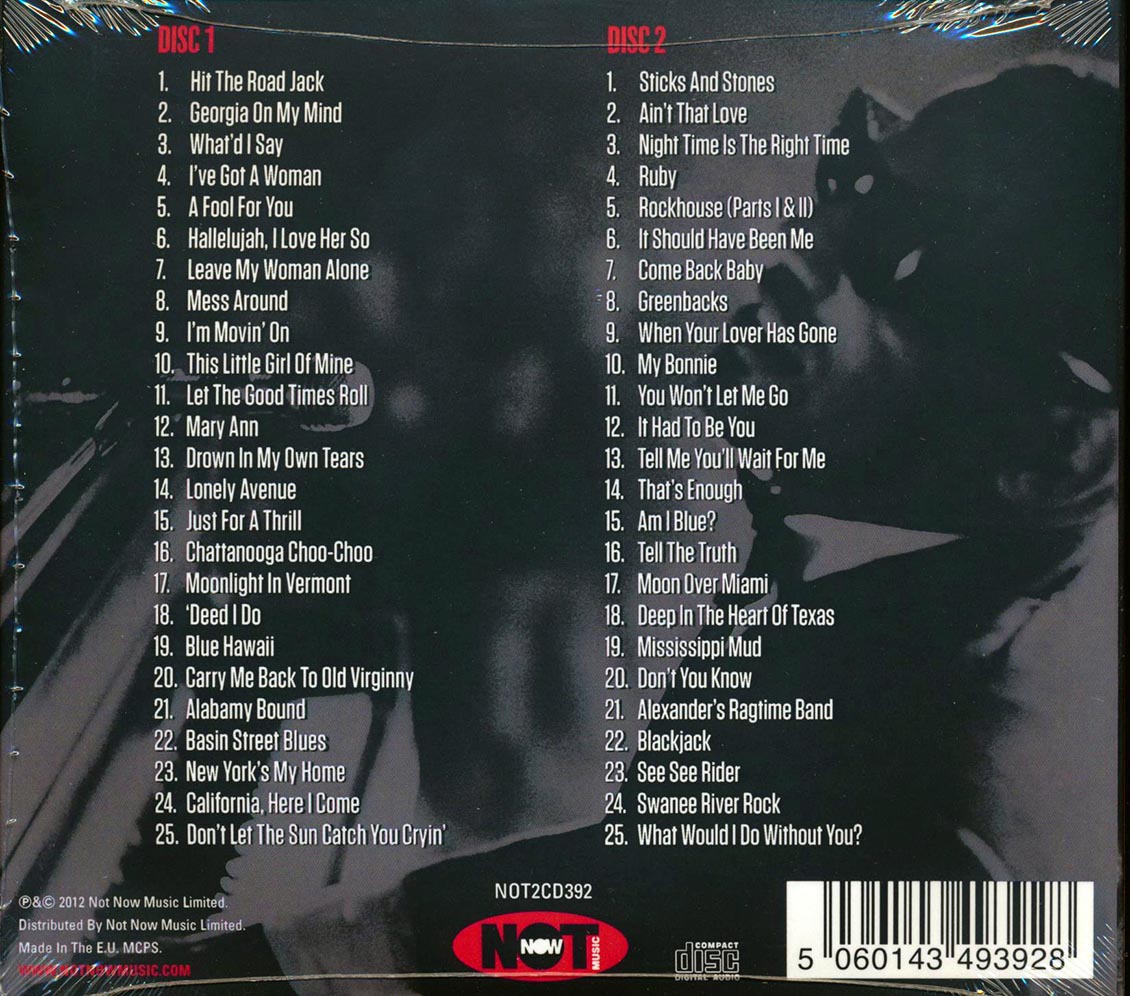 DISC 1
1. Hit The Road Jack
2. Georgia On My Mind
3. What'd I Say
4. I've Got A Woman
5. A Fool For You
6. Hallelujah, I Love Her So
7. Leave My Woman Alone
8. Mess Around
9. I'm Movin' On
10. This Little Girl Of Mine
11. Let The Good Times Roll
12. Mary Ann
13. Drown In My Own Tears
14. Lonely Avenue
15. Just For A Thrill
16. Chattanooga Choo-Choo
17. Moonlight In Vermont
18. 'Deed I Do
19. Blue Hawaii
20. Carry Me Back To Old Virginny
21. Alabamy Bound
22. Basin Street Blues
23. New York's My Home
24. California, Here I Come
25. Don't Let The Sun Catch You Cryin'
DISC 2
1. Sticks And Stones
2. Ain't That Love
3. Night Time Is The Right Time
4. Ruby
5. Rockhouse (Parts I & II)
6. It Should Have Been Me
7. Come Back Baby
8. Greenbacks
9. When Your Lover Has Gone
10. My Bonnie
11. You Won't Let Me Go
12. It Had To Be You
13. Tell Me You'll Wait For Me
14. That's Enough
15. Am I Blue?
16. Tell The Truth
17. Moon Over Miami
18. Deep In The Heart Of Texas
19. Mississippi Mud
20. Don't You Know
21. Alexander's Ragtime Band
22. Blackjack
23. See See Rider
24. Swanee River Rock
25. What Would I Do Without You?
℗&© 2012 Not Now Music Limited.
Distributed By Not Now Music Limited.
Made In The E.U. MCPS.
WWW.NOTNOWMUSIC.COM
NOT2CD392
NOT NOW MUSIC
COMPACT
disc
DIGITAL AUDIO
5 060143 493928